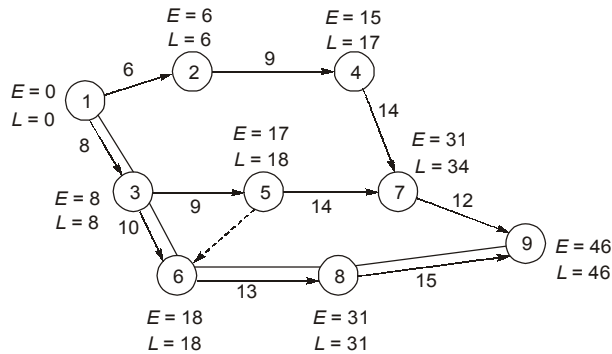 E = 6
L = 6
E = 15
L = 17
6
2
9
4
E = 0
L = 0
1
14
8
E = 17
L = 18
E = 31
L = 34
E = 8
L = 8
3
9
5
14
7
12
10
9
E = 46
L = 46
6
13
8
15
E = 18
L = 18
E = 31
L = 31